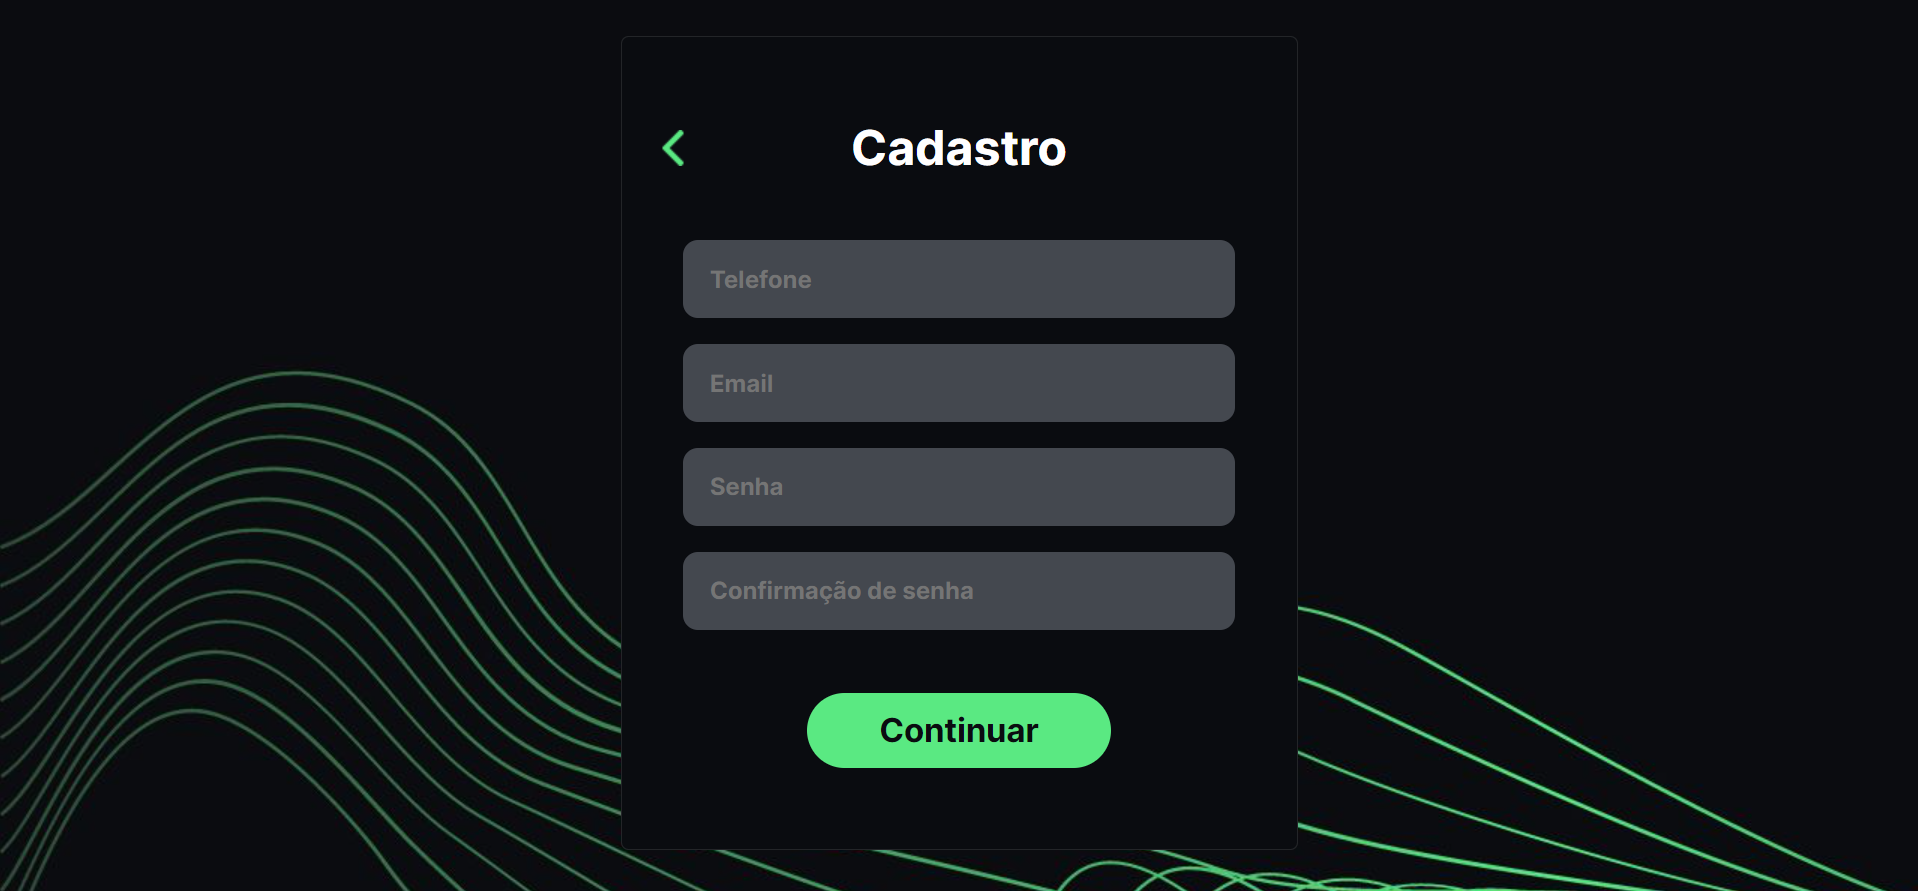 Cadastro
Telefone
Email
Senha
Confirmação de senha
Continuar